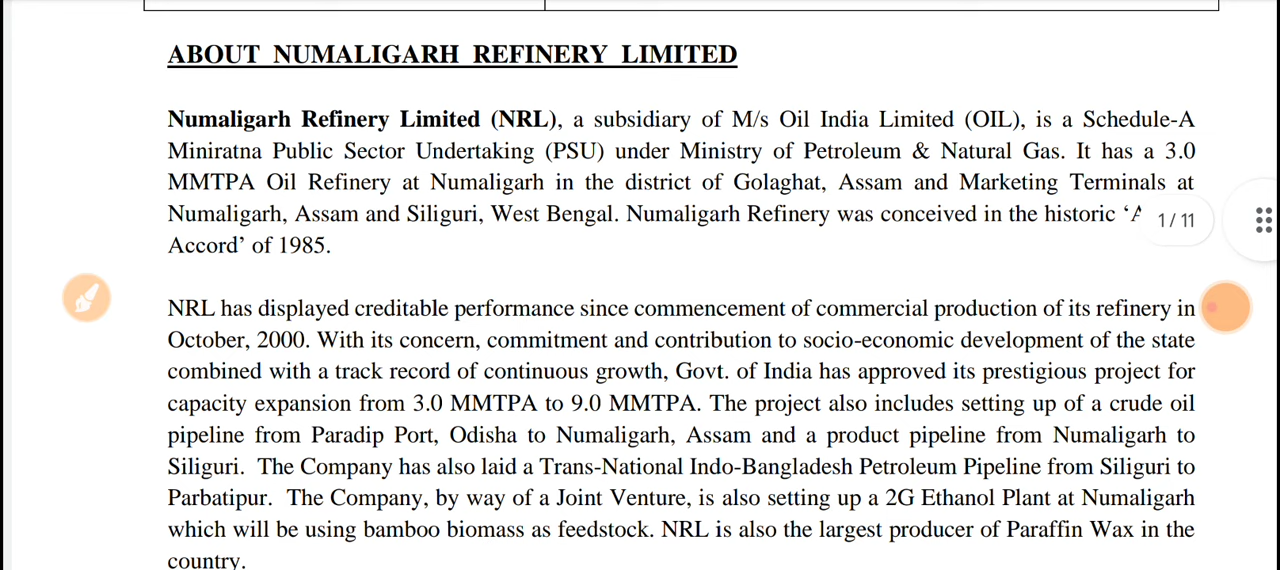 ABOUT NUMALIGARH REFINERY LIMITED
Numaligarh Refinery Limited (NRL), a subsidiary of M/s Oil India Limited (OIL), is a Schedule-A
Miniratna Public Sector Undertaking (PSU) under Ministry of Petroleum & Natural Gas. It has a 3.0
MMTPA Oil Refinery at Numaligarh in the district of Golaghat, Assam and Marketing Terminals at
Numaligarh, Assam and Siliguri, West Bengal. Numaligarh Refinery was conceived in the historic
1 / 11
Accord’ of 1985.
NRL has displayed creditable performance since commencement of commercial production of its refinery in
October, 2000. With its concern, commitment and contribution to socio-economic development of the state
combined with a track record of continuous growth, Govt. of India has approved its prestigious project for
capacity expansion from 3.0 MMTPA to 9.0 MMTPA. The project also includes setting up of a crude oil
pipeline from Paradip Port, Odisha to Numaligarh, Assam and a product pipeline from Numaligarh to
Siliguri. The Company has also laid a Trans-National Indo-Bangladesh Petroleum Pipeline from Siliguri to
Parbatipur. The Company, by way of a Joint Venture, is also setting up a 2G Ethanol Plant at Numaligarh
which will be using bamboo biomass as feedstock. NRL is also the largest producer of Paraffin Wax in the
country.